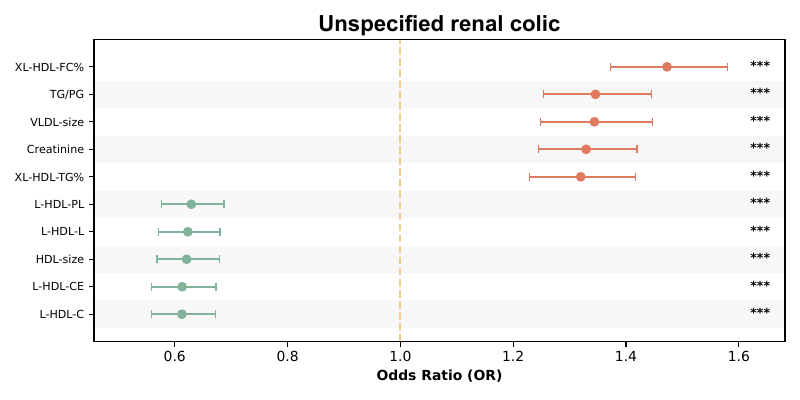 Unspecified renal colic
XL-HDL-FC% ***
TG/PG ***
VLDL-size ***
Creatinine ***
XL-HDL-TG% ***
L-HDL-PL ***
L-HDL-L ***
HDL-size ***
L-HDL-CE ***
L-HDL-C ***
0.6 0.8 1.0 1.2 1.4 1.6
Odds Ratio (OR)